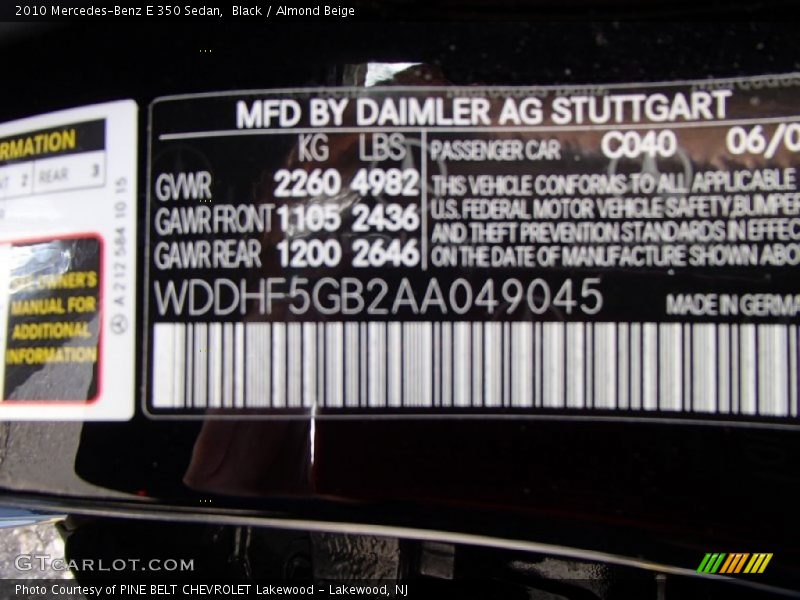 2010 Mercedes-Benz E 350 Sedan,  Black / Almond Beige
MFD BY DAIMLER AG STUTTGART
KG LBS
PASSENGER CAR C040 06/0
GVWR 2260 4982
GAWR FRONT 1105 2436
GAWR REAR 1200 2646
THIS VEHICLE CONFORMS TO ALL APPLICABLE
U.S. FEDERAL MOTOR VEHICLE SAFETY, BUMPER
AND THEFT PREVENTION STANDARDS IN EFFEC
ON THE DATE OF MANUFACTURE SHOWN ABO
WDDHF5GB2AA049045
MADE IN GERMA
RMATION
2 REAR 3
OWNER'S
MANUAL FOR
ADDITIONAL
INFORMATION
A 212 584 10 15
GTCARLOT.COM
Photo Courtesy of PINE BELT CHEVROLET Lakewood - Lakewood, NJ